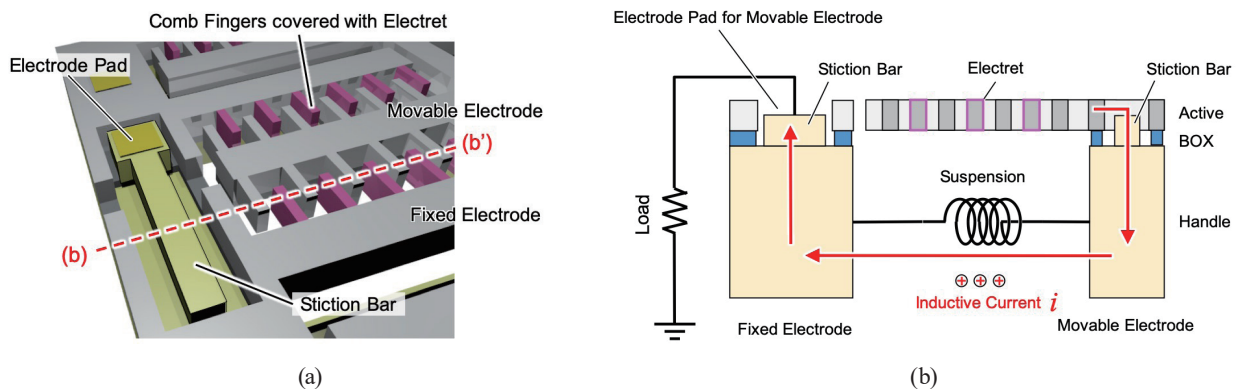 Comb Fingers covered with Electret
Electrode Pad
Movable Electrode
(b')
Fixed Electrode
(b)
Stiction Bar
(a)
Electrode Pad for Movable Electrode
Stiction Bar
Electret
Stiction Bar
Active
BOX
Suspension
Load
Handle
+ + +
Inductive Current i
Fixed Electrode
Movable Electrode
(b)